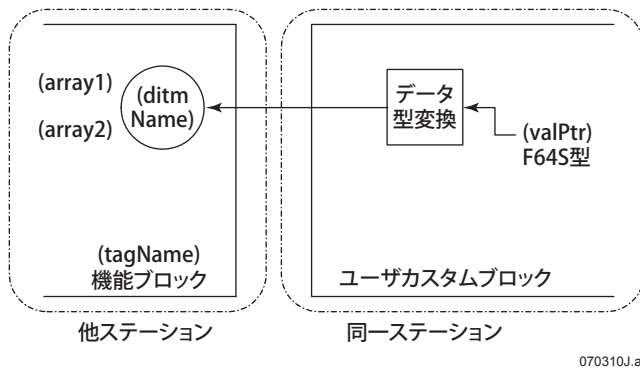 (array1)
(array2)
(ditm
Name)
データ
型変換
(valPtr)
F64S型
(tagName)
機能ブロック
ユーザカスタムブロック
他ステーション
同一ステーション
070310J.a